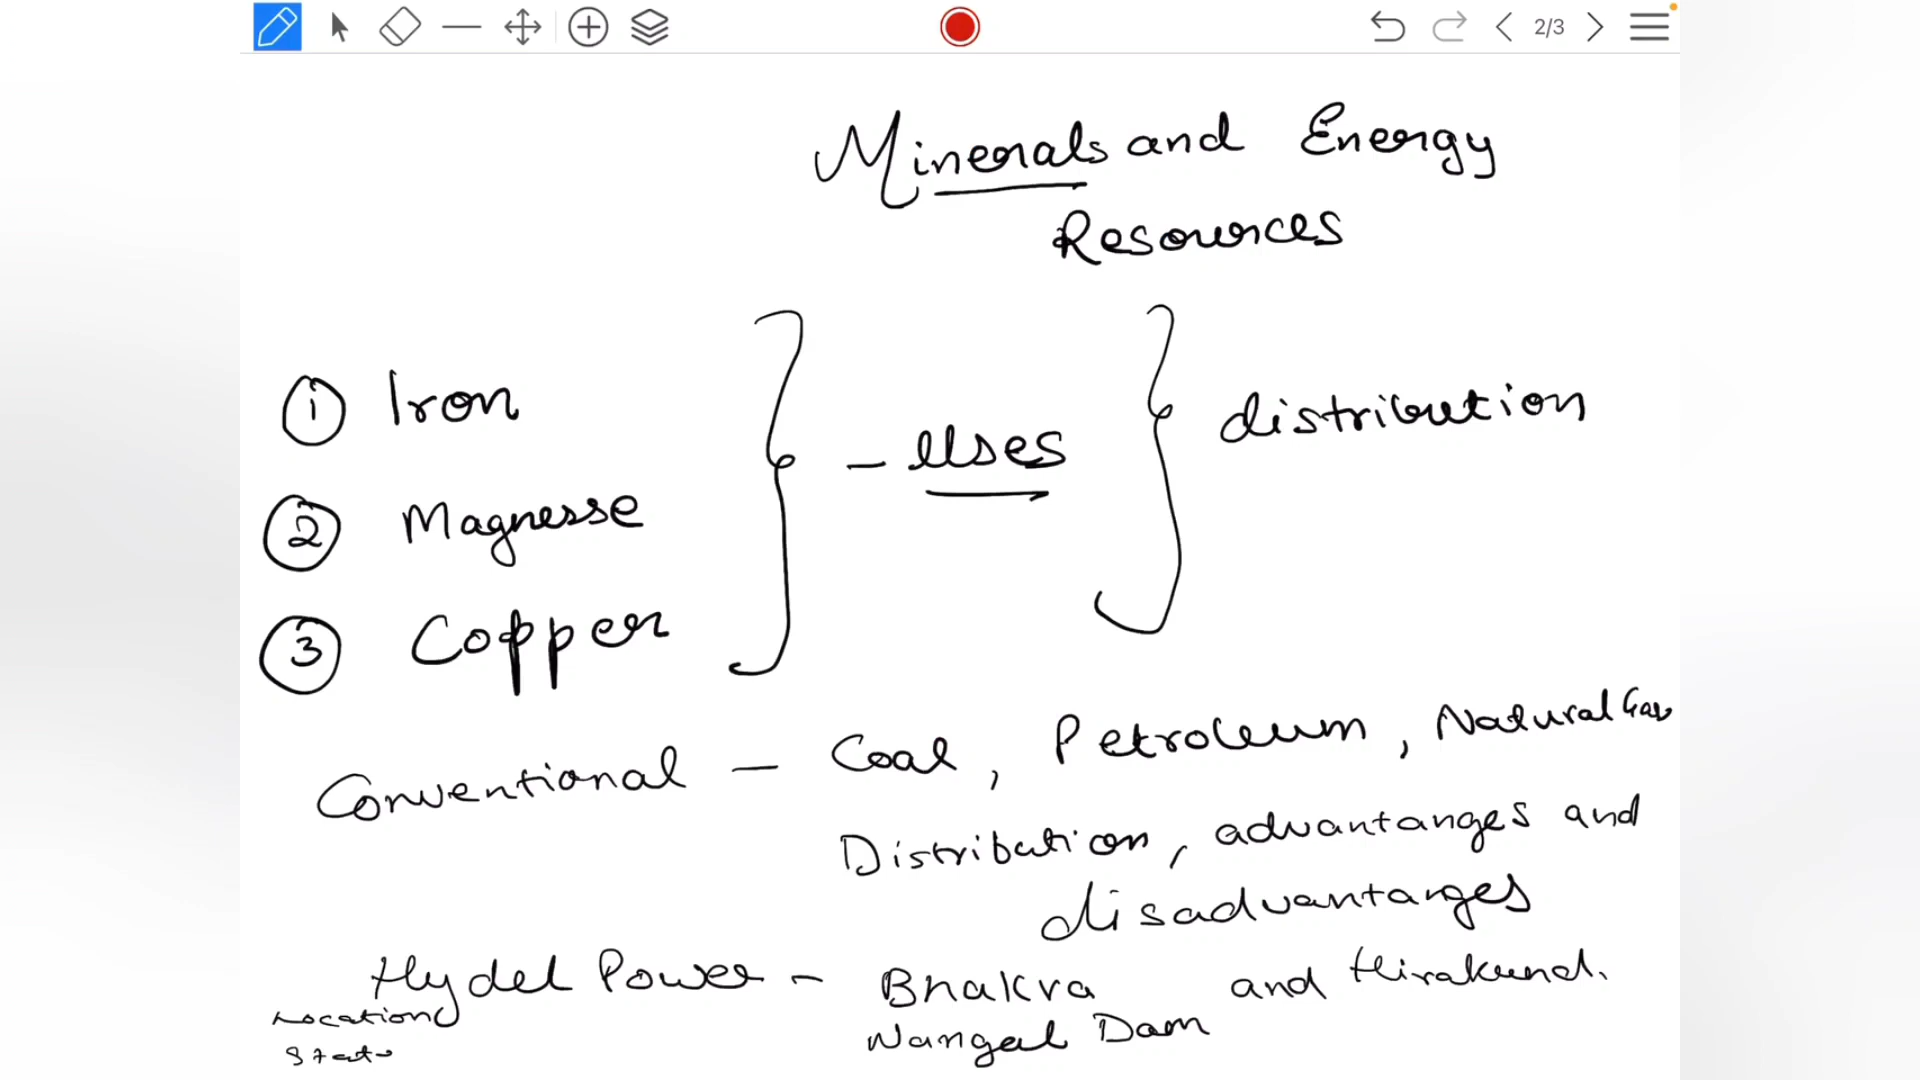 2/3
Minerals and Energy
Resources
① Iron
② Magnesse
③ Copper
- Uses
distribution
Conventional - Coal, Petroleum, Natural Gas
Distribution, advantanges and
disadvantanges
Hydel Power - Bhakra and Hirakund.
Nangal Dam
Location
State